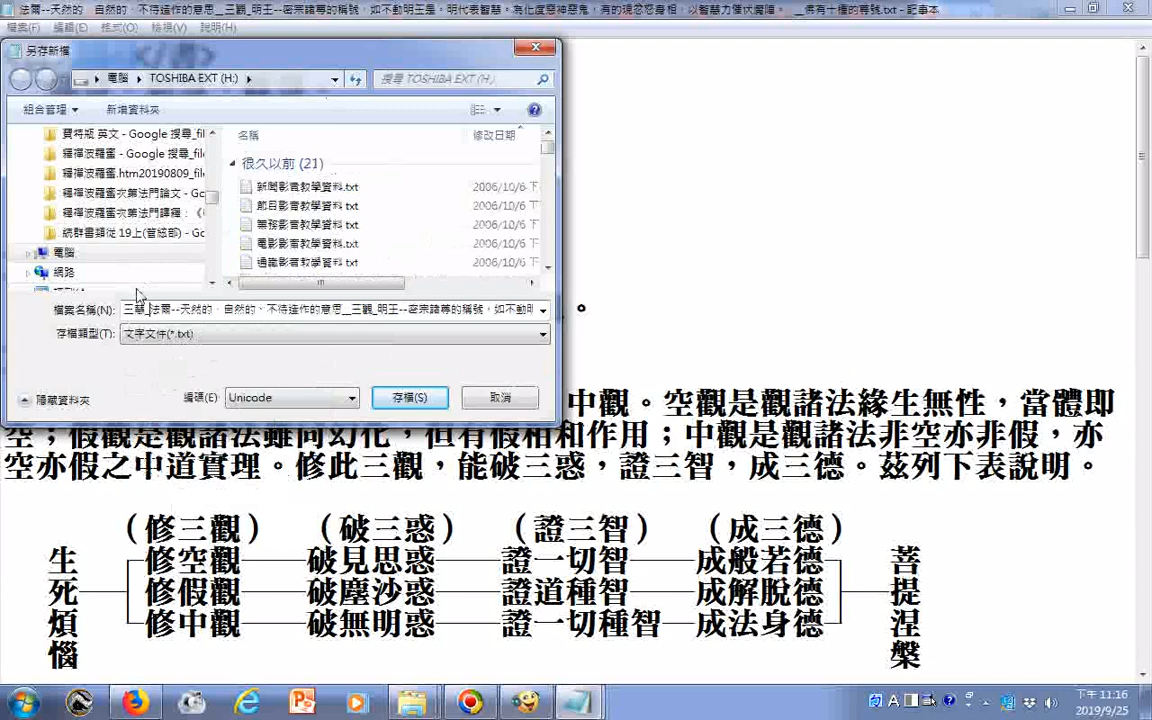 法爾--天然的、自然的、不待造作的意思__三觀_明王--密宗諸尊的稱號，如不動明王是。明代表智慧。為化度惡神惡鬼，有的現忿怒身相，以智慧力摧伏魔障。 __佛有十種的尊號.txt - 記事本
檔案(F) 編輯(E) 格式(O) 檢視(V) 說明(H)
另存新檔
電腦 TOSHIBA EXT (H:)
搜尋 TOSHIBA EXT (H:)
組合管理 新增資料夾
寶特瓶 英文 - Google 搜尋_fil
釋禪波羅蜜 - Google 搜尋_fil
釋禪波羅蜜.htm20190809_file
釋禪波羅蜜次第法門論文 - Go
釋禪波羅蜜次第法門譯釋：《
統群書類從 19上(管絃部) - Go
電腦
網路
名稱 修改日期
很久以前 (21)
新聞影音教學資料.txt 2006/10/6 下
節目影音教學資料.txt 2006/10/6 下
業務影音教學資料.txt 2006/10/6 下
電影影音教學資料.txt 2006/10/6 下
通識影音教學資料.txt 2006/10/6 下
檔案名稱(N): 三觀_法爾--天然的、自然的、不待造作的意思__三觀_明王--密宗諸尊的稱號，如不動明
存檔類型(T): 文字文件(*.txt)
隱藏資料夾 編碼(E): Unicode 存檔(S) 取消
。
中觀。空觀是觀諸法緣生無性，當體即
空；假觀是觀諸法雖同幻化，但有假相和作用；中觀是觀諸法非空亦非假，亦
空亦假之中道實理。修此三觀，能破三惑，證三智，成三德。茲列下表說明。
（修三觀） （破三惑） （證三智） （成三德）
生 修空觀 破見思惑 證一切智 成般若德 菩
死 修假觀 破塵沙惑 證道種智 成解脫德 提
煩 修中觀 破無明惑 證一切種智 成法身德 涅
惱 槃
下午 11:16
2019/9/25